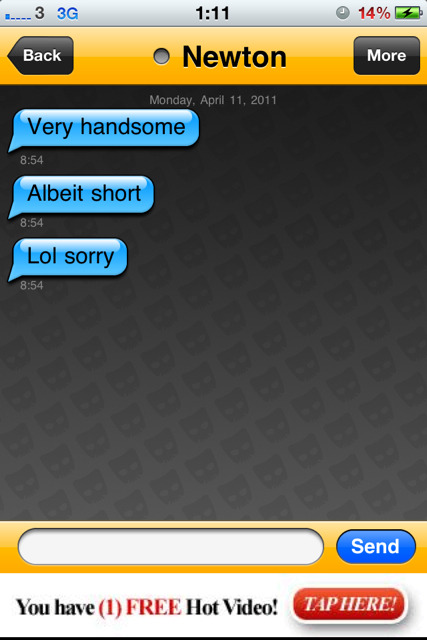 3 3G 1:11 14%
Back Newton More
Monday, April 11, 2011
Very handsome
8:54
Albeit short
8:54
Lol sorry
8:54
Send
You have (1) FREE Hot Video! TAP HERE!